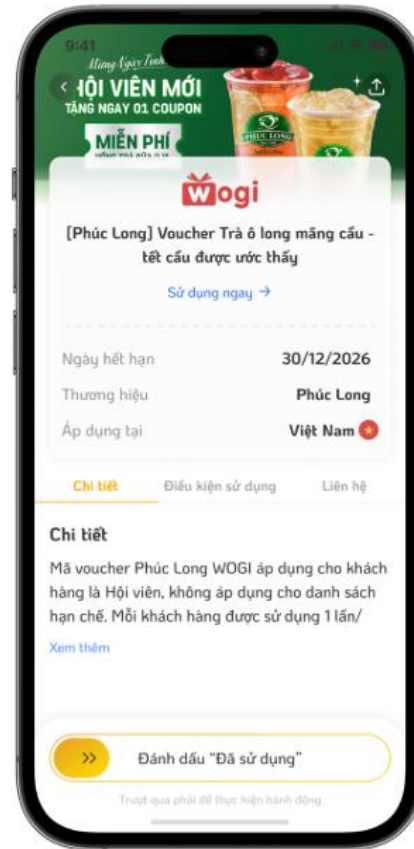 9:41
Mừng Ngày Tình
HỘI VIÊN MỚI
TẶNG NGAY 01 COUPON
MIỄN PHÍ
PHUC LONG
Wogi
[Phúc Long] Voucher Trà ô long mãng cầu -
tết cầu được ước thấy
Sử dụng ngay →
Ngày hết hạn 30/12/2026
Thương hiệu Phúc Long
Áp dụng tại Việt Nam
Chi tiết Điều kiện sử dụng Liên hệ
Chi tiết
Mã voucher Phúc Long WOGI áp dụng cho khách
hàng là Hội viên, không áp dụng cho danh sách
hạn chế. Mỗi khách hàng được sử dụng 1 lần/
Xem thêm
Đánh dấu "Đã sử dụng"
Trượt qua phải để thực hiện hành động